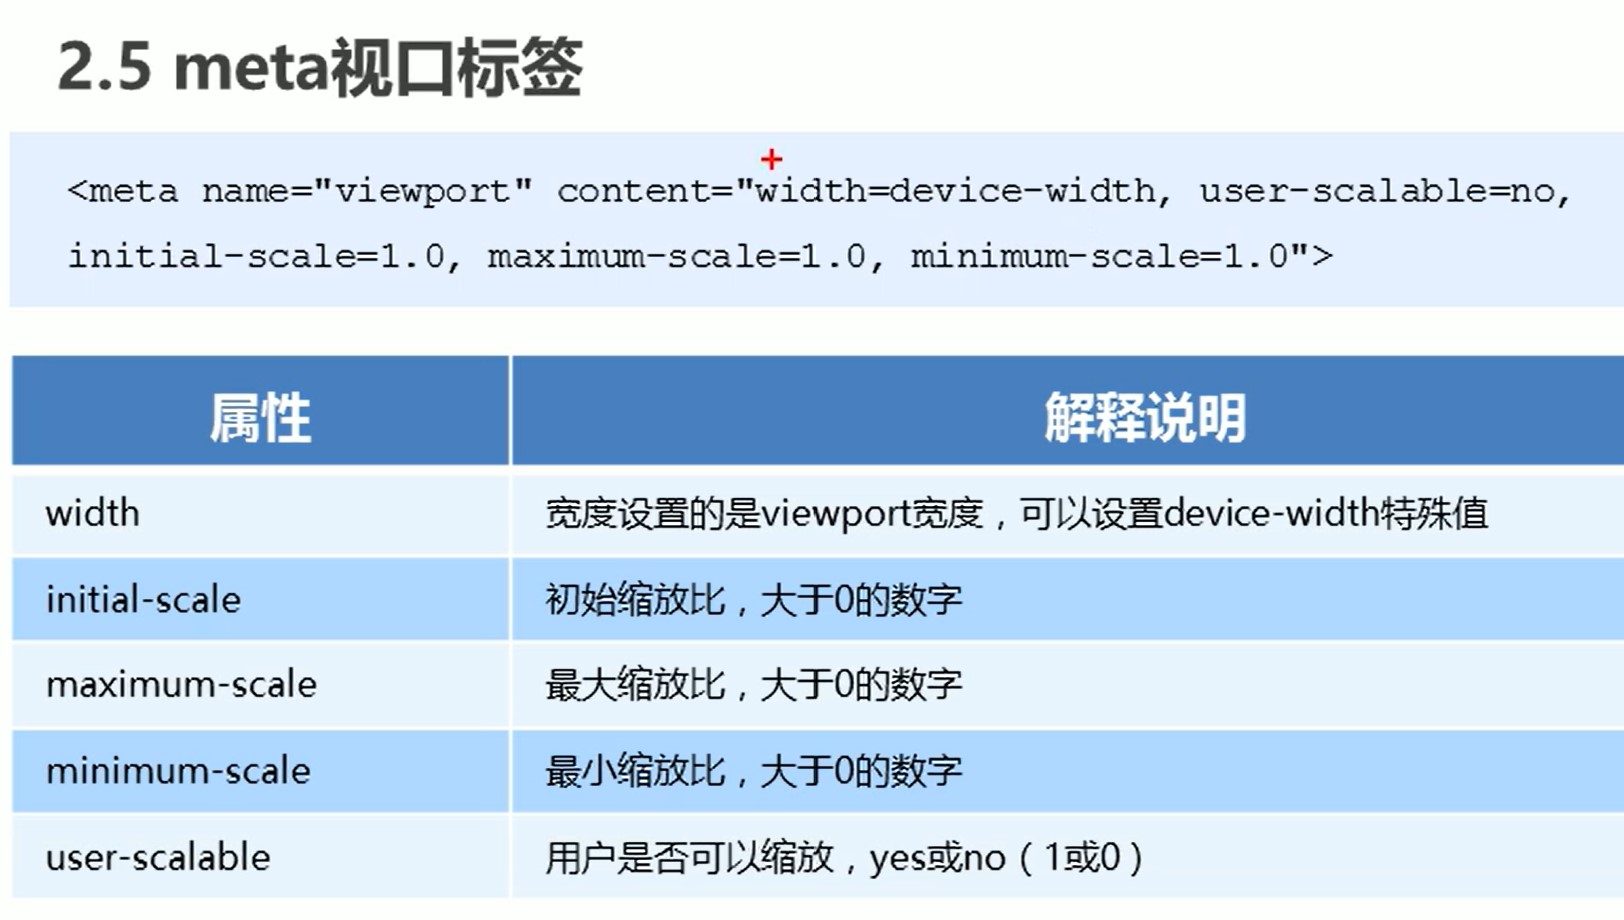 2.5 meta视口标签
<meta name="viewport" content="width=device-width, user-scalable=no,
initial-scale=1.0, maximum-scale=1.0, minimum-scale=1.0">
属性 解释说明
width 宽度设置的是viewport宽度，可以设置device-width特殊值
initial-scale 初始缩放比，大于0的数字
maximum-scale 最大缩放比，大于0的数字
minimum-scale 最小缩放比，大于0的数字
user-scalable 用户是否可以缩放，yes或no（1或0）